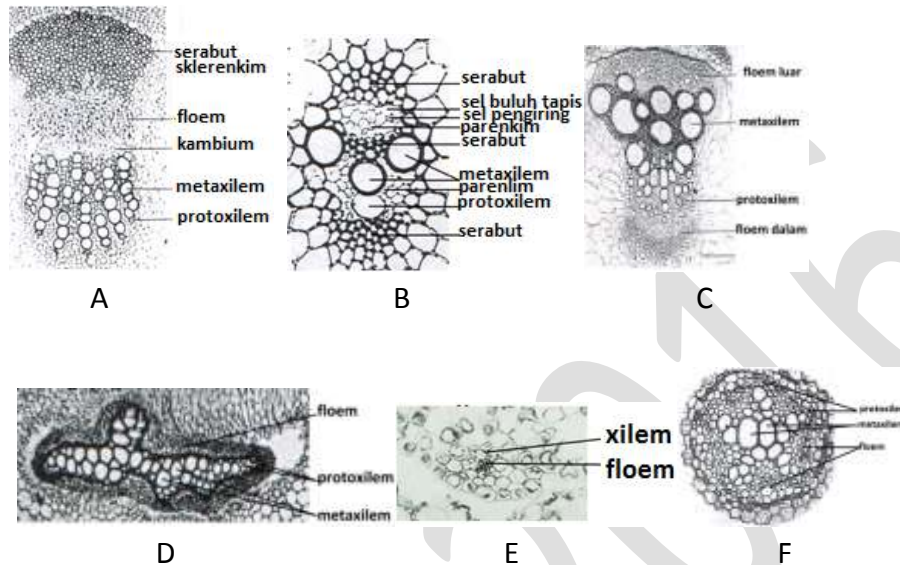 serabut
sklerenkim
floem
kambium
metaxilem
protoxilem
A
serabut
sel buluh tapis
sel pengiring
parenkim
serabut
metaxilem
parenlim
protoxilem
serabut
B
floem luar
metaxilem
protoxilem
floem dalam
C
floem
protoxilem
metaxilem
D
xilem
floem
E
protoxilem
metaxilem
floem
F